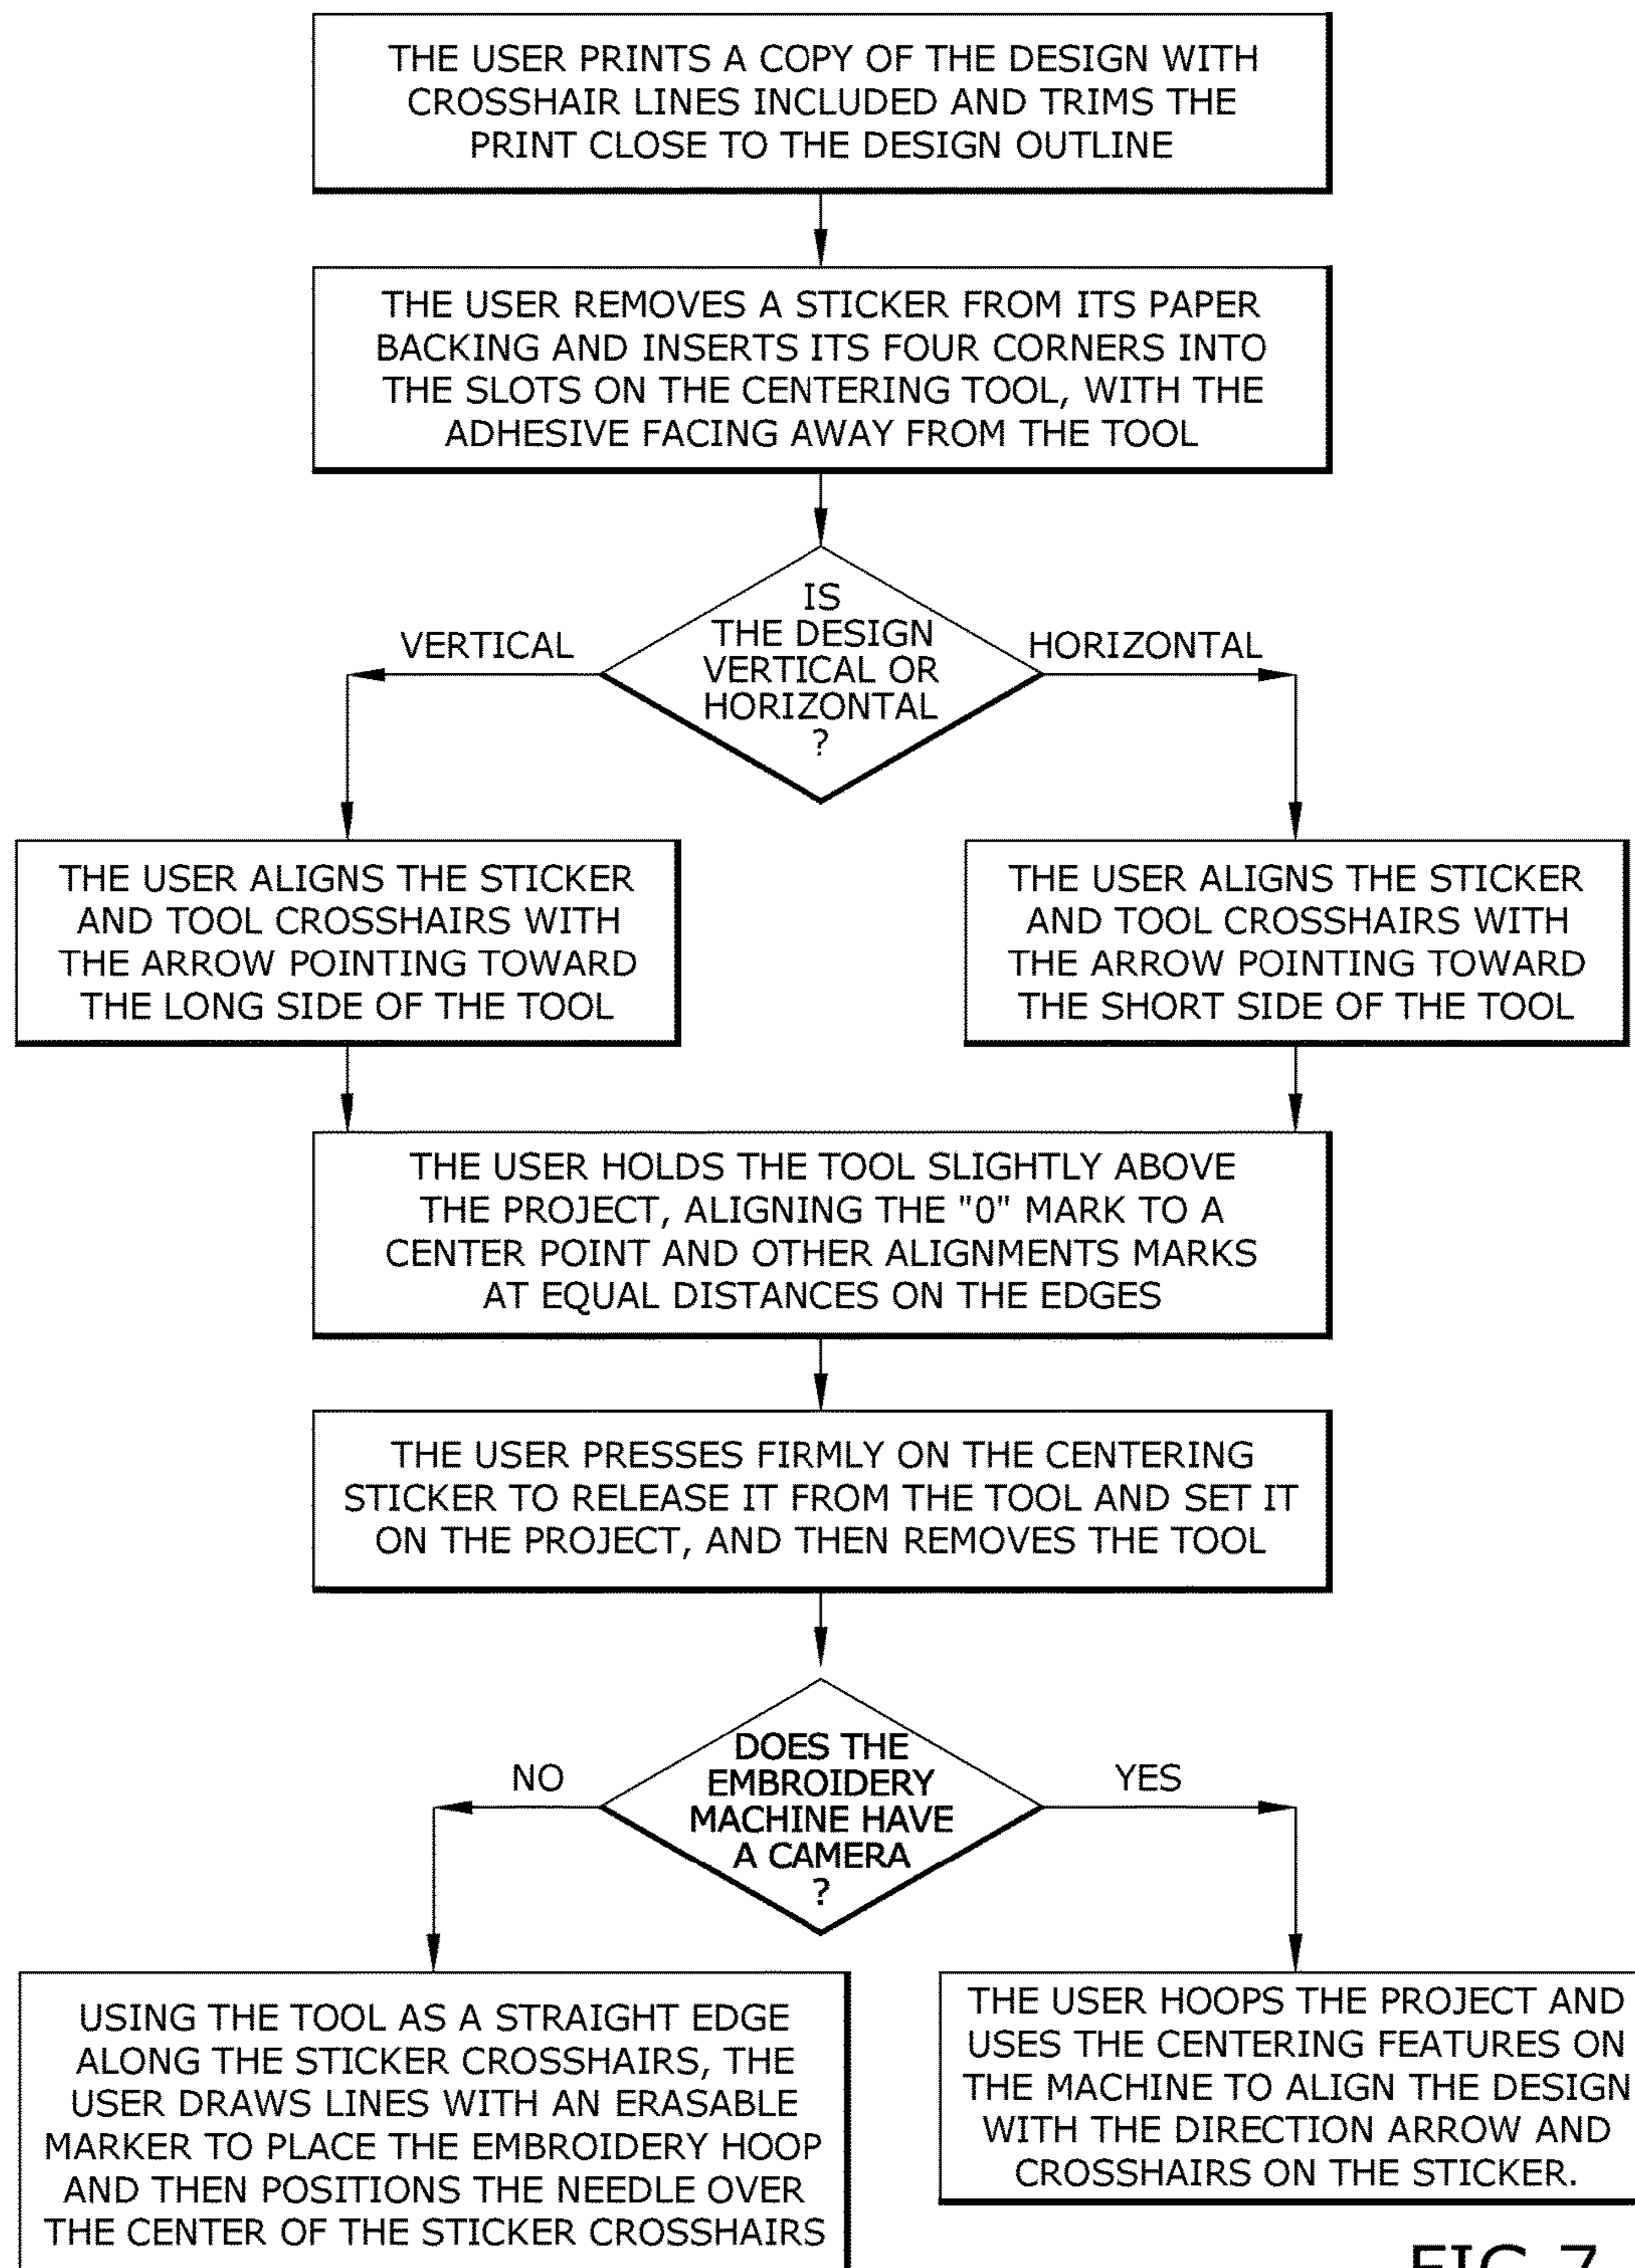 THE USER PRINTS A COPY OF THE DESIGN WITH
CROSSHAIR LINES INCLUDED AND TRIMS THE
PRINT CLOSE TO THE DESIGN OUTLINE
THE USER REMOVES A STICKER FROM ITS PAPER
BACKING AND INSERTS ITS FOUR CORNERS INTO
THE SLOTS ON THE CENTERING TOOL, WITH THE
ADHESIVE FACING AWAY FROM THE TOOL
IS
THE DESIGN
VERTICAL OR
HORIZONTAL
?
VERTICAL
HORIZONTAL
THE USER ALIGNS THE STICKER
AND TOOL CROSSHAIRS WITH
THE ARROW POINTING TOWARD
THE LONG SIDE OF THE TOOL
THE USER ALIGNS THE STICKER
AND TOOL CROSSHAIRS WITH
THE ARROW POINTING TOWARD
THE SHORT SIDE OF THE TOOL
THE USER HOLDS THE TOOL SLIGHTLY ABOVE
THE PROJECT, ALIGNING THE "0" MARK TO A
CENTER POINT AND OTHER ALIGNMENTS MARKS
AT EQUAL DISTANCES ON THE EDGES
THE USER PRESSES FIRMLY ON THE CENTERING
STICKER TO RELEASE IT FROM THE TOOL AND SET IT
ON THE PROJECT, AND THEN REMOVES THE TOOL
DOES THE
EMBROIDERY
MACHINE HAVE
A CAMERA
?
NO
YES
USING THE TOOL AS A STRAIGHT EDGE
ALONG THE STICKER CROSSHAIRS, THE
USER DRAWS LINES WITH AN ERASABLE
MARKER TO PLACE THE EMBROIDERY HOOP
AND THEN POSITIONS THE NEEDLE OVER
THE CENTER OF THE STICKER CROSSHAIRS
THE USER HOOPS THE PROJECT AND
USES THE CENTERING FEATURES ON
THE MACHINE TO ALIGN THE DESIGN
WITH THE DIRECTION ARROW AND
CROSSHAIRS ON THE STICKER.
FIG. 7